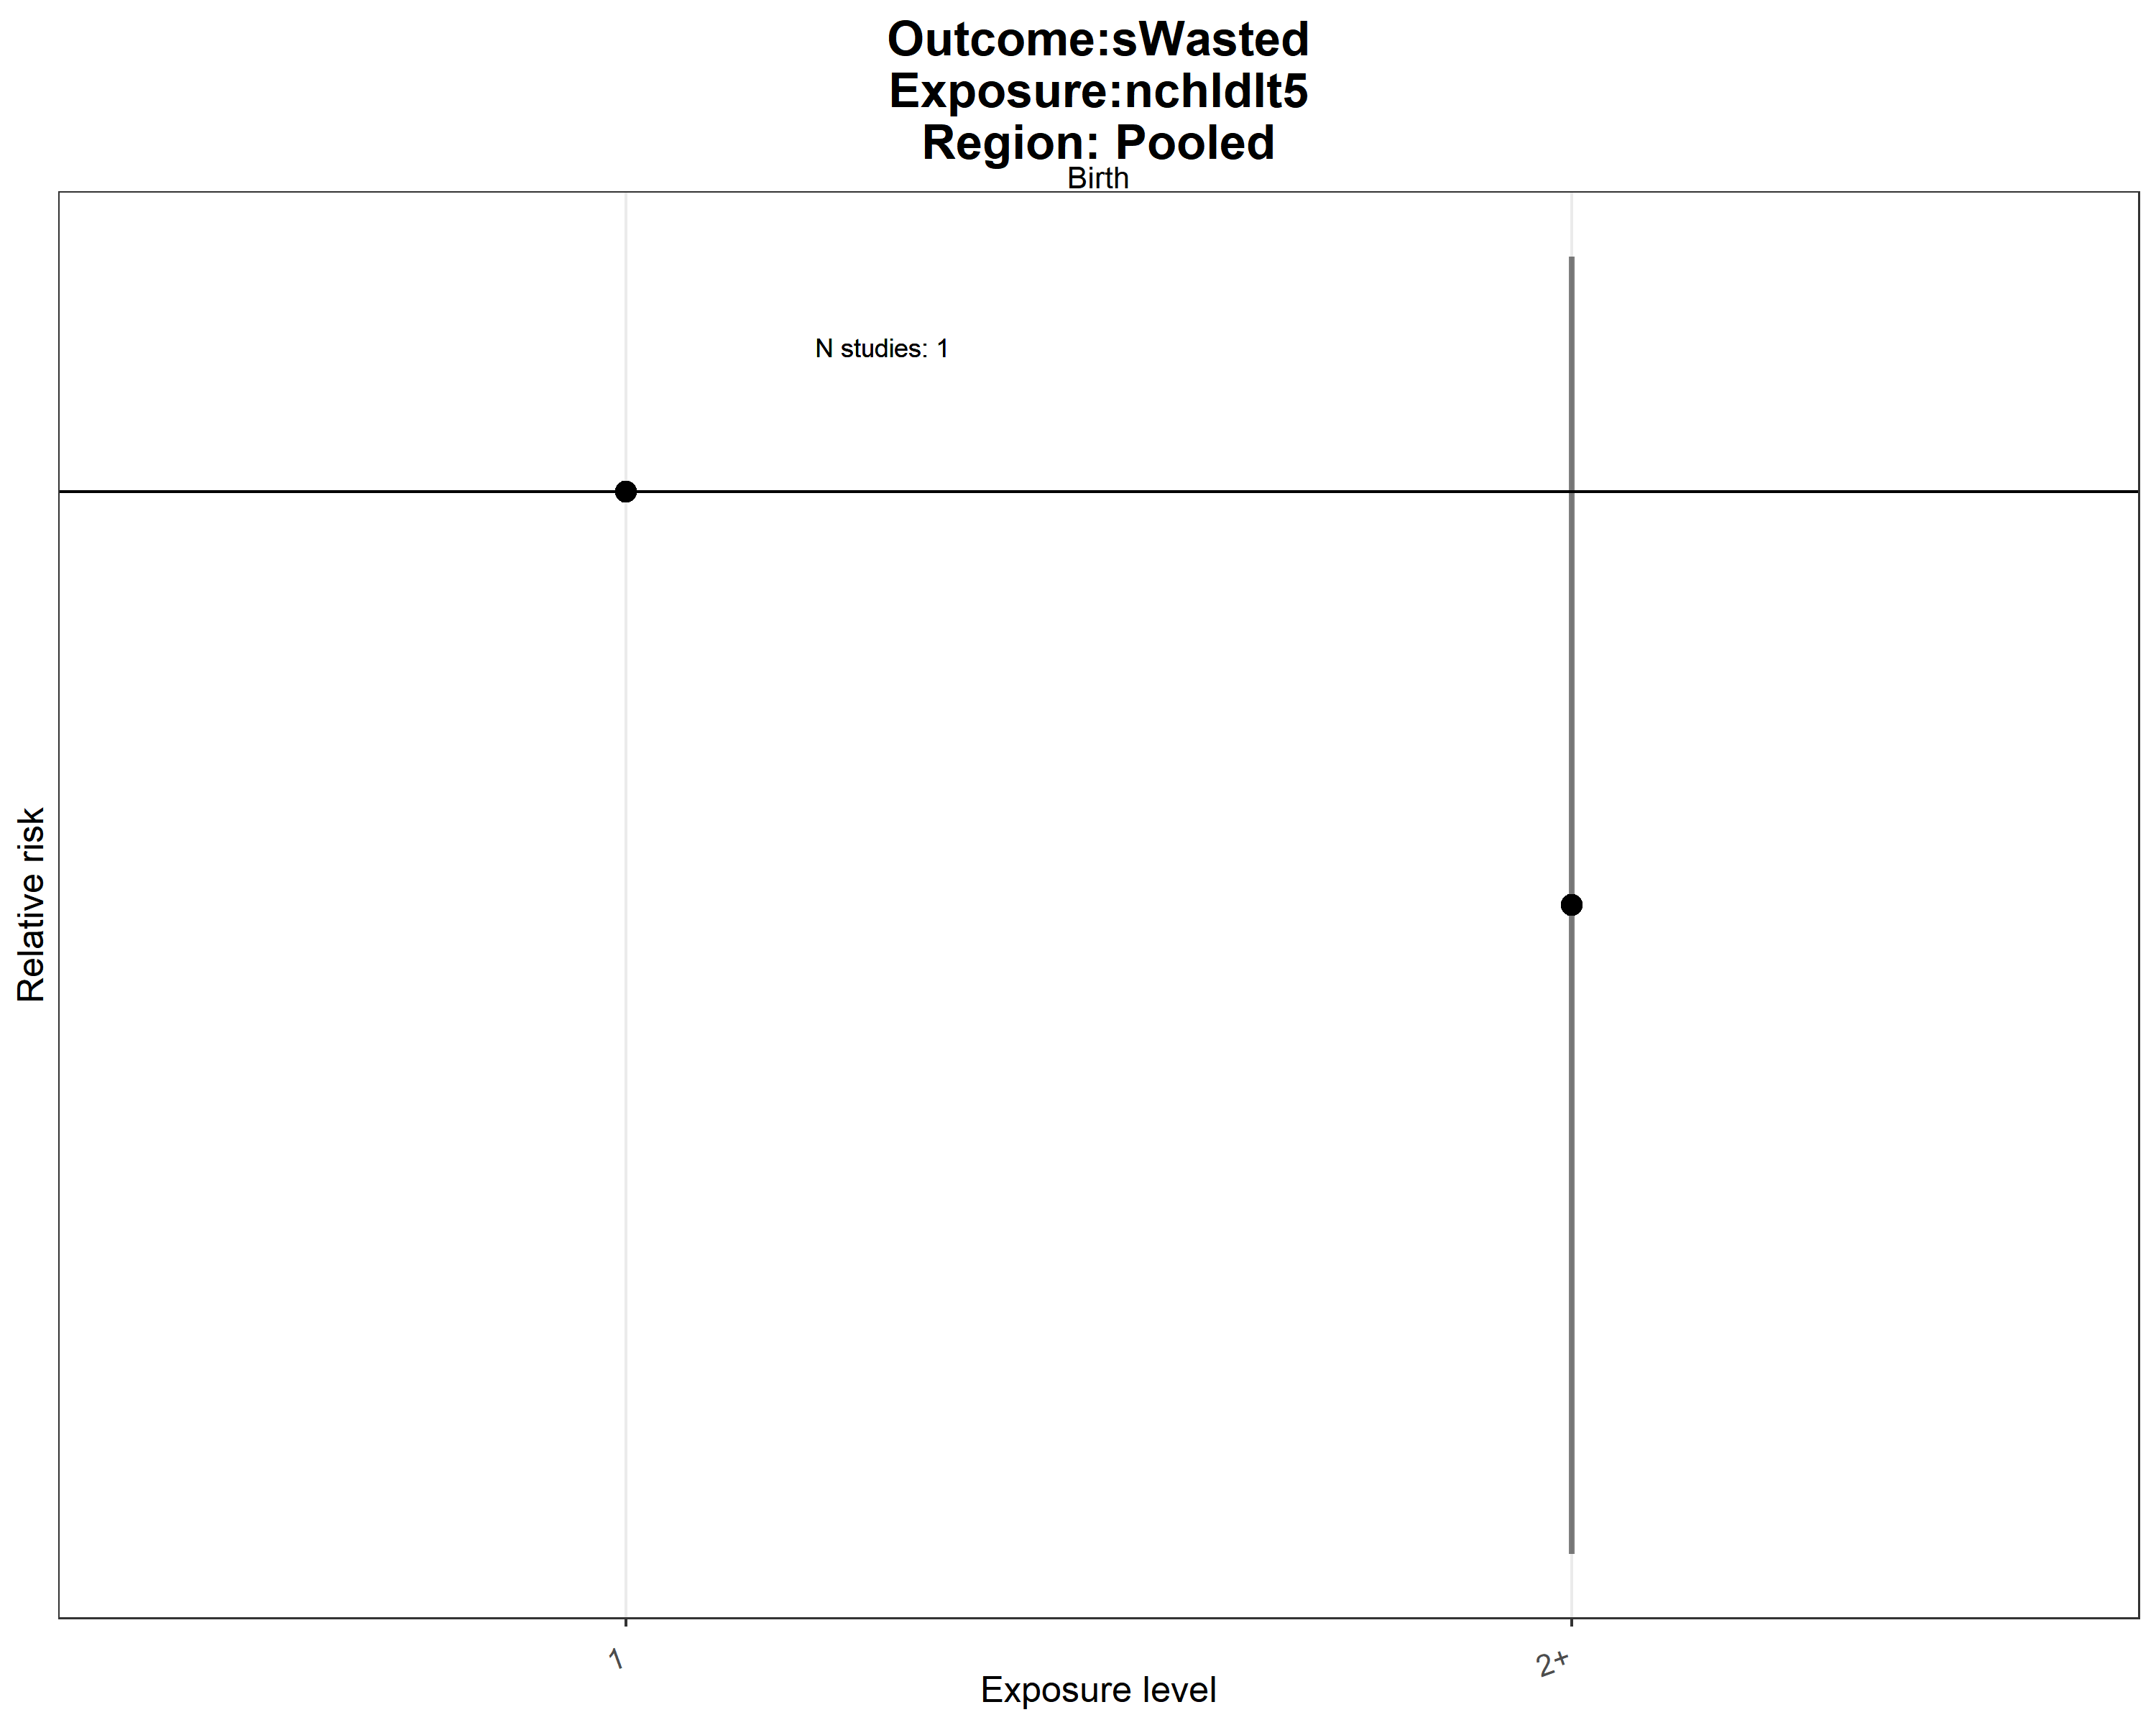 Outcome:sWasted
Exposure:nchldlt5
Region: Pooled
Birth
N studies: 1
Relative risk
1
2+
Exposure level